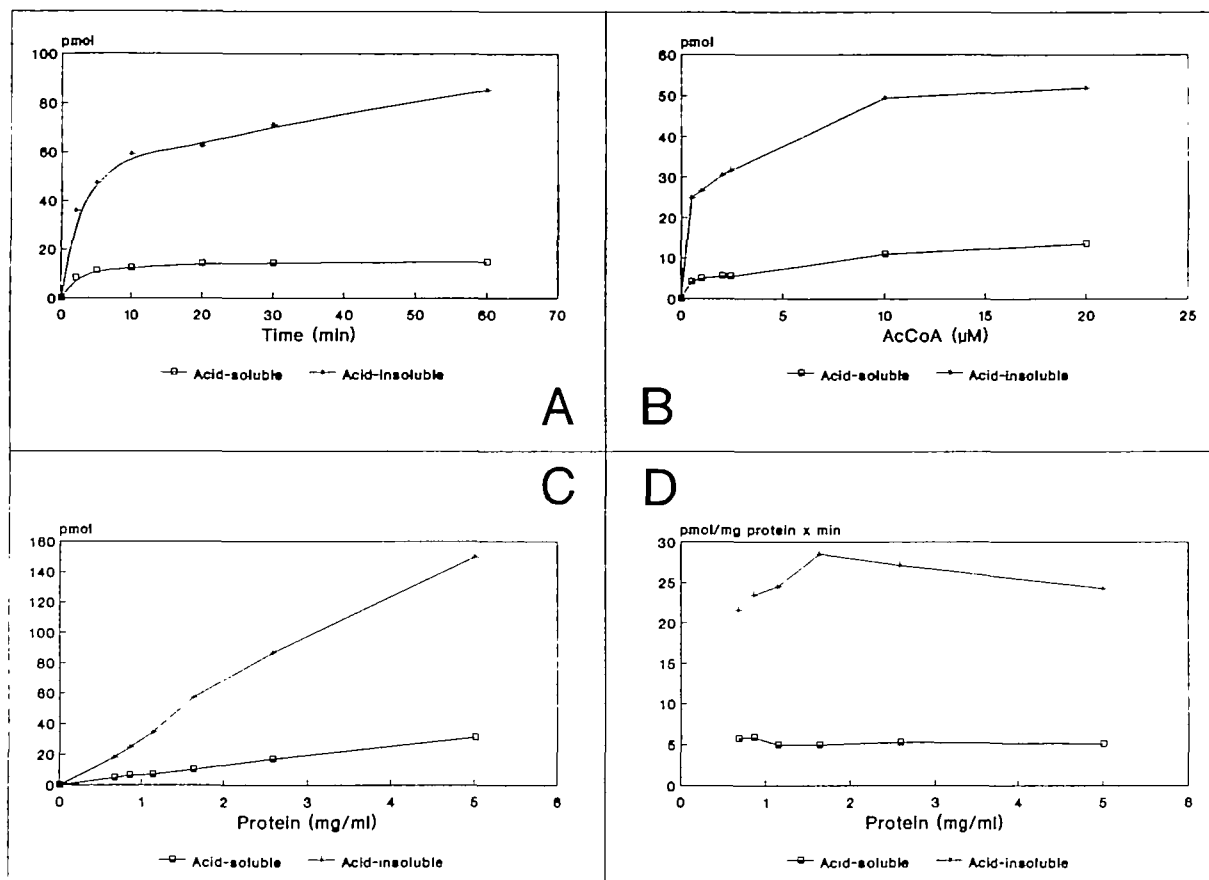 pmol
100
80
60
40
20
0
0 10 20 30 40 50 60 70
Time (min)
Acid-soluble Acid-insoluble
A
pmol
60
50
40
30
20
10
0
0 5 10 15 20 25
AcCoA (µM)
Acid-soluble Acid-insoluble
B
C
pmol
160
140
120
100
80
60
40
20
0
0 1 2 3 4 5 6
Protein (mg/ml)
Acid-soluble Acid-insoluble
D
pmol/mg protein x min
30
25
20
15
10
5
0
0 1 2 3 4 5 6
Protein (mg/ml)
Acid-soluble Acid-insoluble